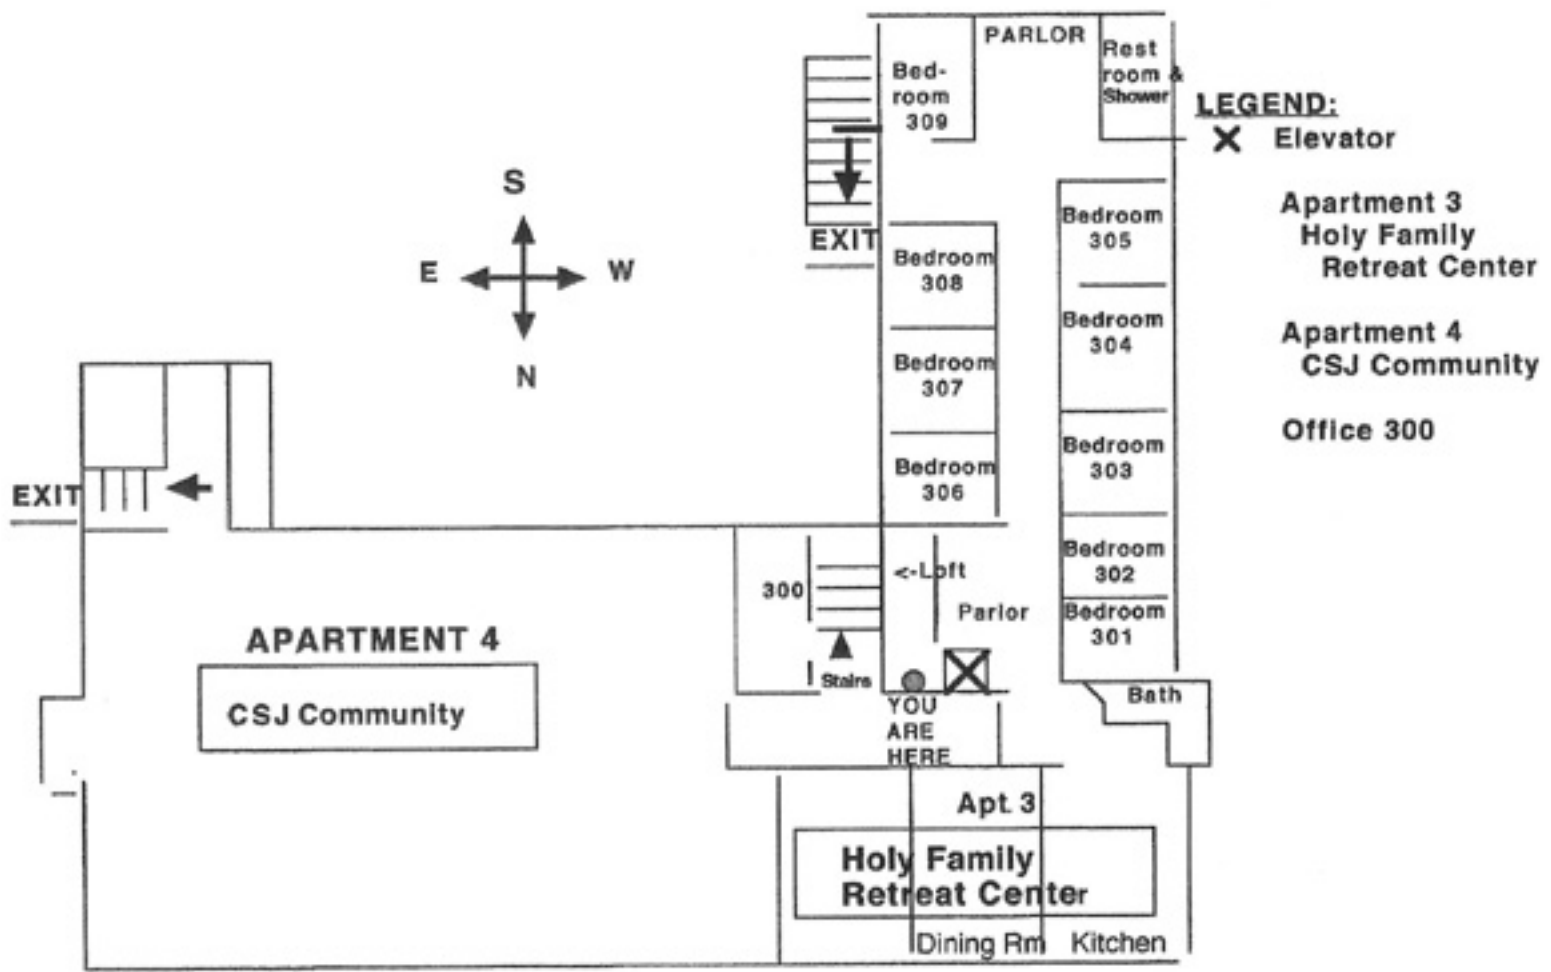 PARLOR
Rest
room &
Shower
Bed-
room
309
LEGEND:
X Elevator
Apartment 3
Holy Family
Retreat Center
Apartment 4
CSJ Community
Office 300
S
E W
N
EXIT
Bedroom
305
Bedroom
308
Bedroom
304
Bedroom
307
Bedroom
303
Bedroom
306
EXIT
Bedroom
302
<-Loft
300
Parlor
Bedroom
301
Stairs
Bath
YOU
ARE
HERE
APARTMENT 4
CSJ Community
Apt. 3
Holy Family
Retreat Center
Dining Rm Kitchen